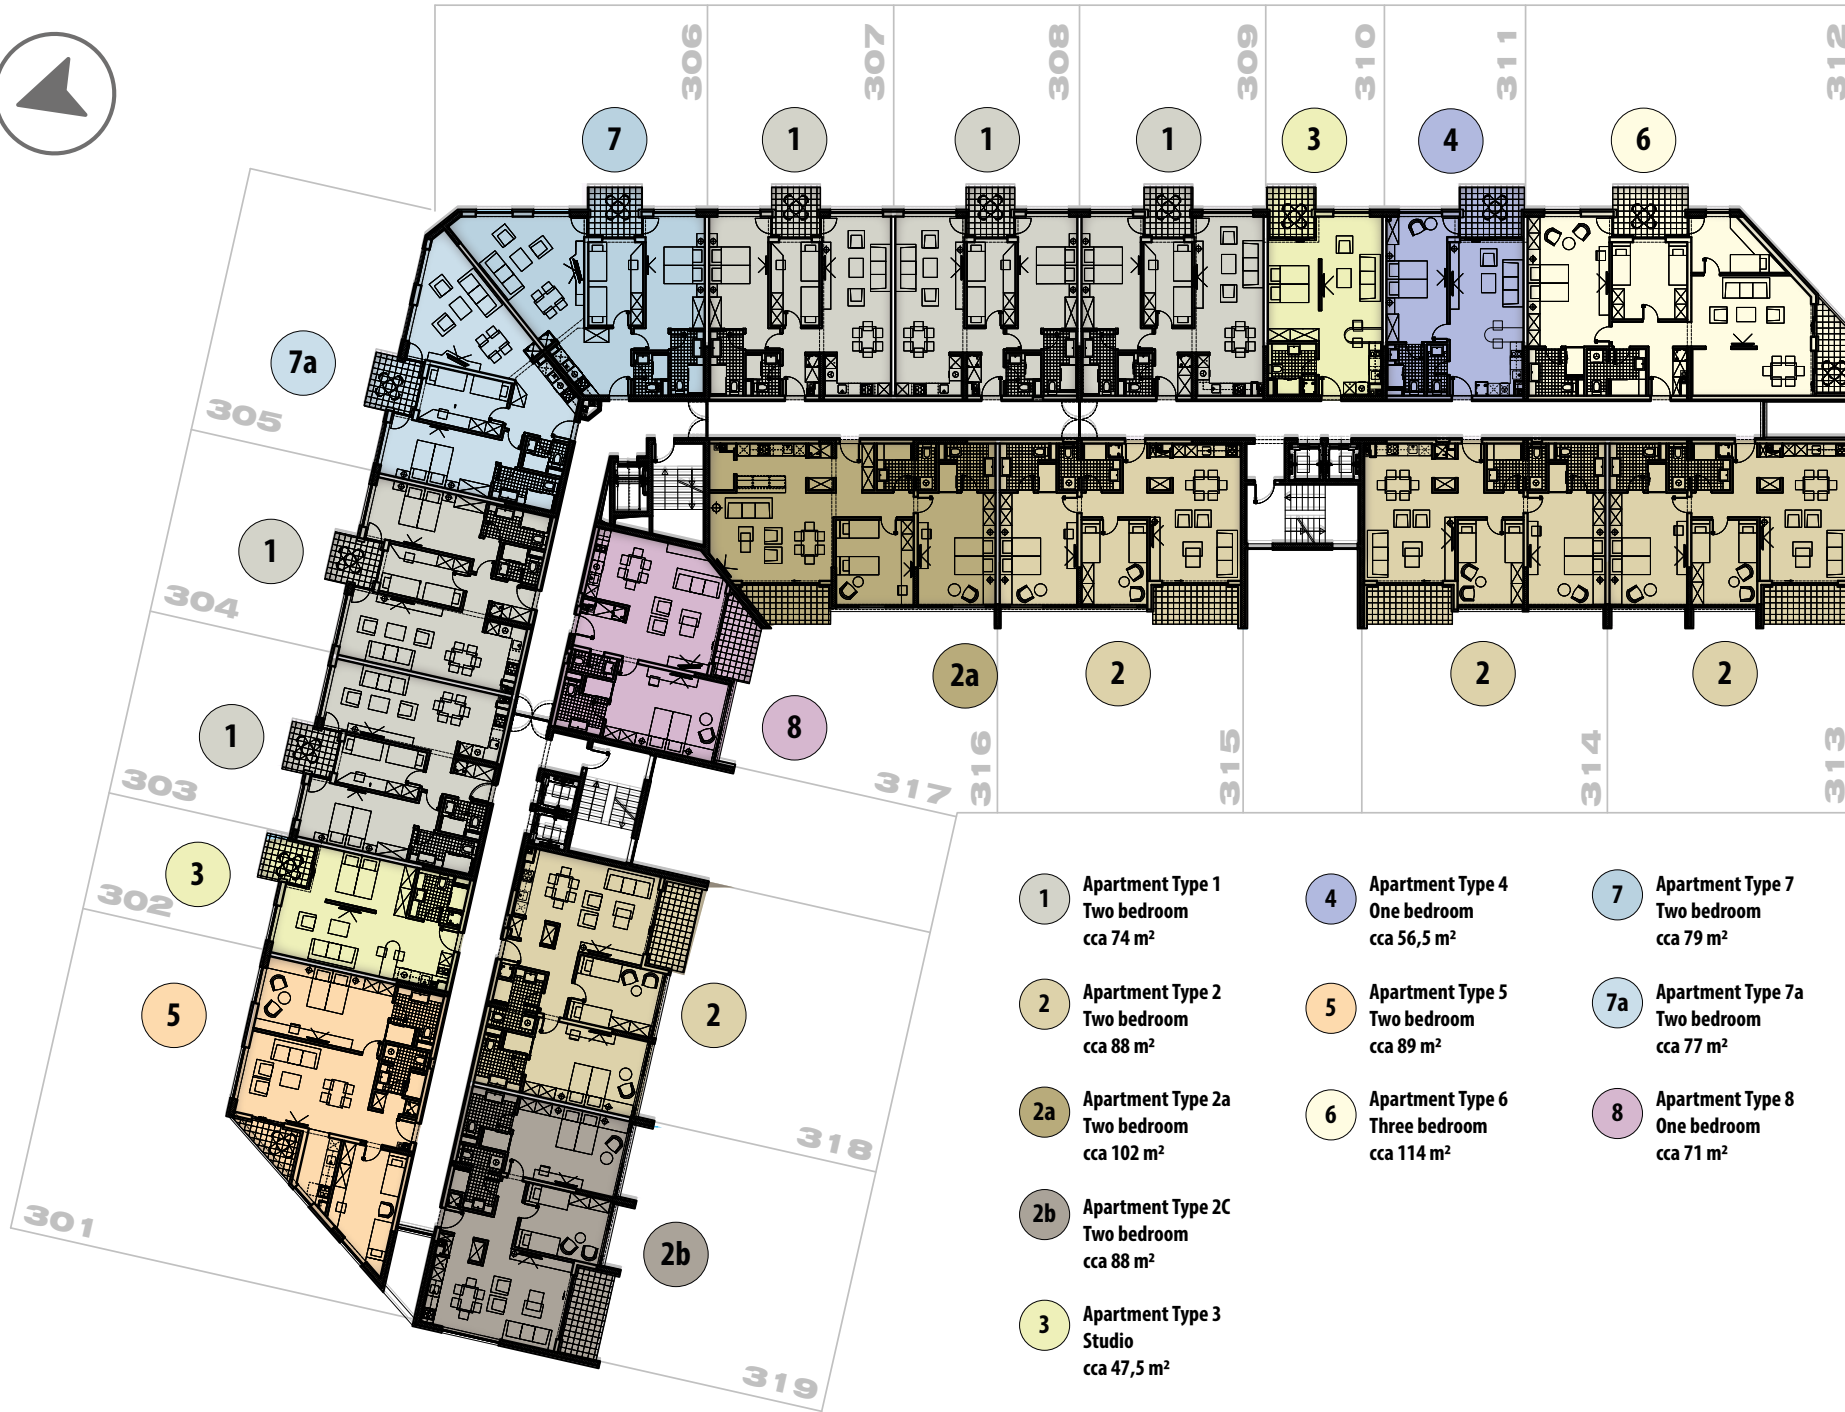 306
307
308
309
310
311
312
7
1
1
1
3
4
6
7a
305
1
304
1
303
3
302
5
301
8
317
2a
316
2
315
2
314
2
313
2
318
2b
319
1
Apartment Type 1
Two bedroom
cca 74 m²
2
Apartment Type 2
Two bedroom
cca 88 m²
2a
Apartment Type 2a
Two bedroom
cca 102 m²
2b
Apartment Type 2C
Two bedroom
cca 88 m²
3
Apartment Type 3
Studio
cca 47,5 m²
4
Apartment Type 4
One bedroom
cca 56,5 m²
5
Apartment Type 5
Two bedroom
cca 89 m²
6
Apartment Type 6
Three bedroom
cca 114 m²
7
Apartment Type 7
Two bedroom
cca 79 m²
7a
Apartment Type 7a
Two bedroom
cca 77 m²
8
Apartment Type 8
One bedroom
cca 71 m²